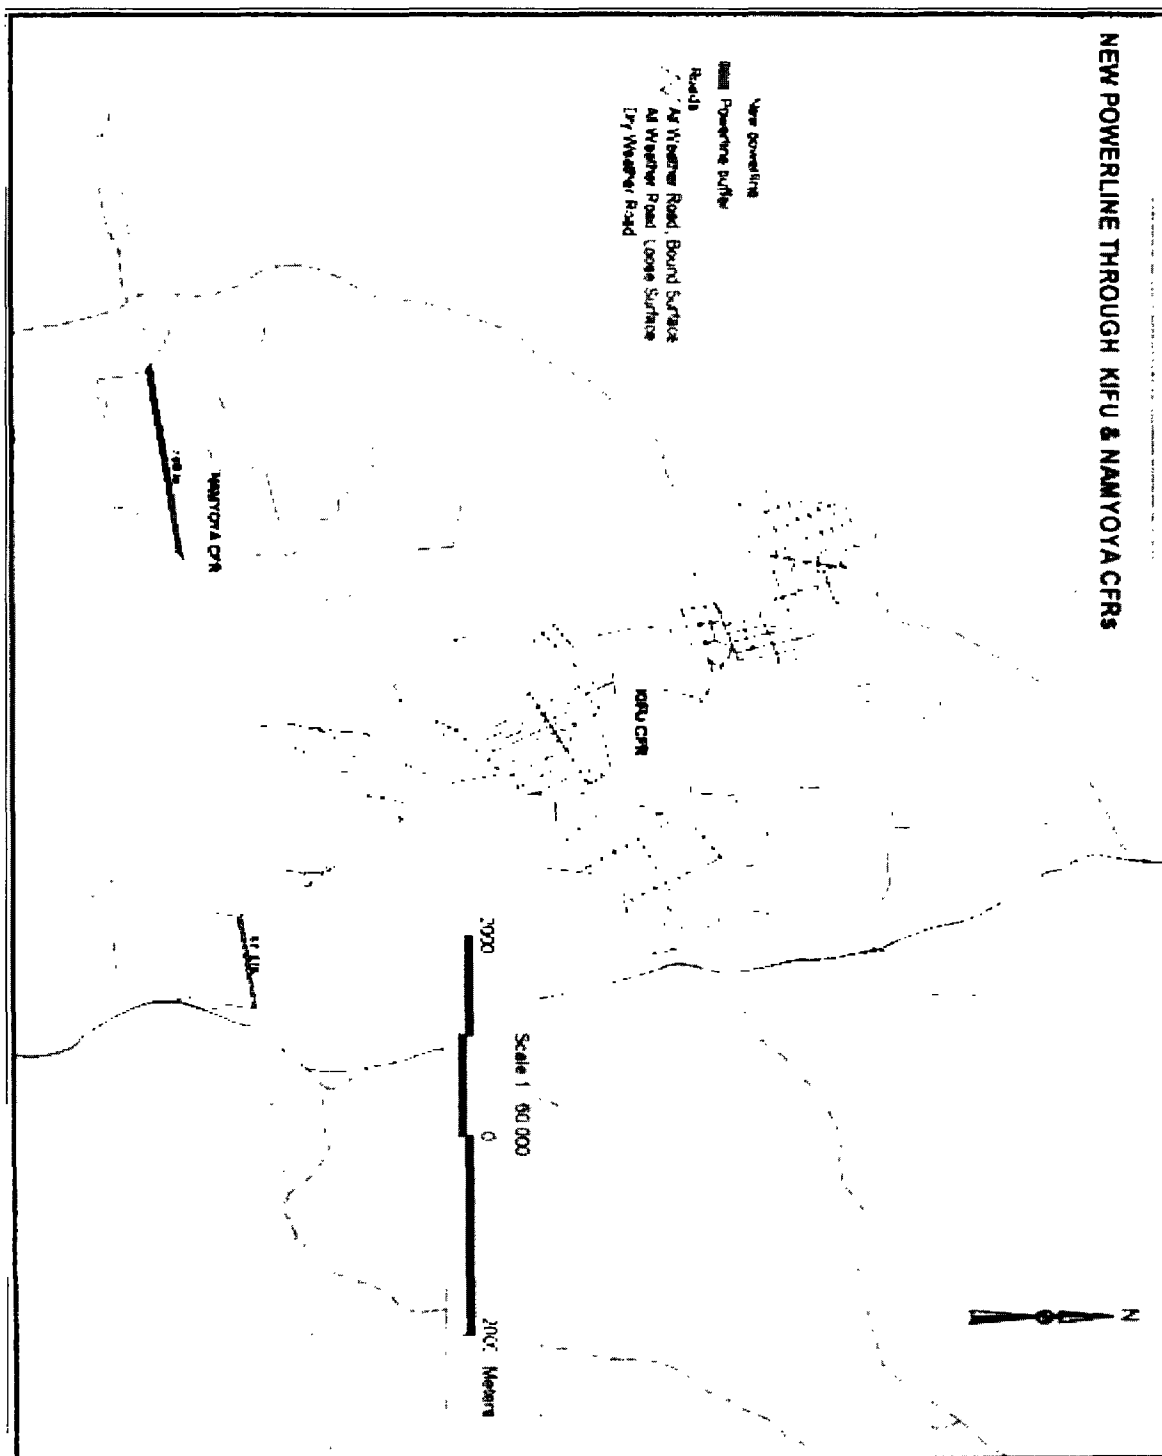 NEW POWERLINE THROUGH KIFU & NAMYOYA CFRs
New powerline
Powerline buffer
Roads
All Weather Road, Bound Surface
All Weather Road Loose Surface
Dry Weather Road
NAMYOYA CFR
KIFU CFR
2000 0 2000 Meters
Scale 1 60 000
N